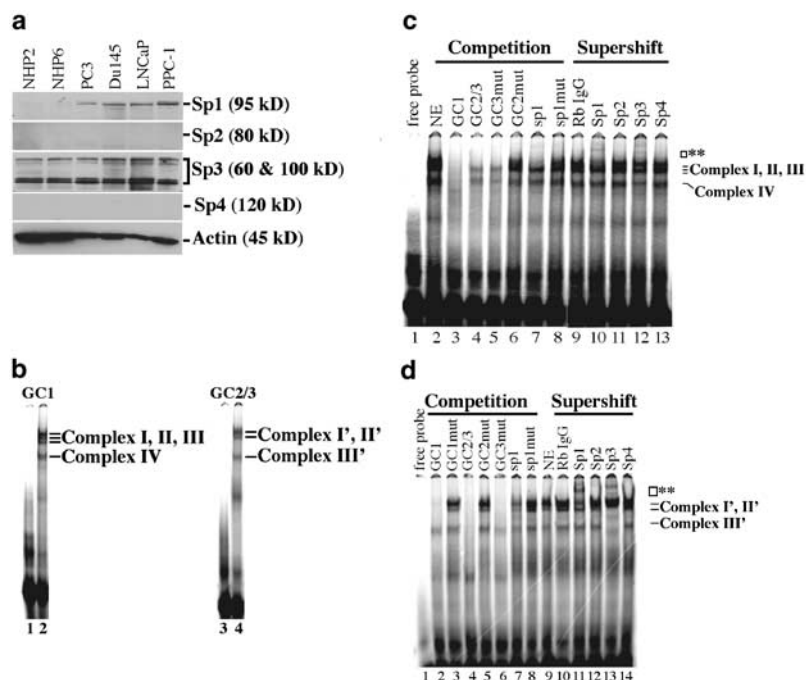 a
NHP2
NHP6
PC3
Du145
LNCaP
PPC-1
Sp1 (95 kD)
Sp2 (80 kD)
Sp3 (60 & 100 kD)
Sp4 (120 kD)
Actin (45 kD)
b
GC1
Complex I, II, III
Complex IV
1 2
GC2/3
Complex I', II'
Complex III'
3 4
c
Competition Supershift
free probe
NE
GC1
GC2/3
GC3mut
GC2mut
sp1
sp1mut
Rb IgG
Sp1
Sp2
Sp3
Sp4
**
Complex I, II, III
Complex IV
1 2 3 4 5 6 7 8 9 10 11 12 13
d
Competition Supershift
free probe
GC1
GC1mut
GC2/3
GC2mut
GC3mut
sp1
sp1mut
NE
Rb IgG
Sp1
Sp2
Sp3
Sp4
**
Complex I', II'
Complex III'
1 2 3 4 5 6 7 8 9 10 11 12 13 14